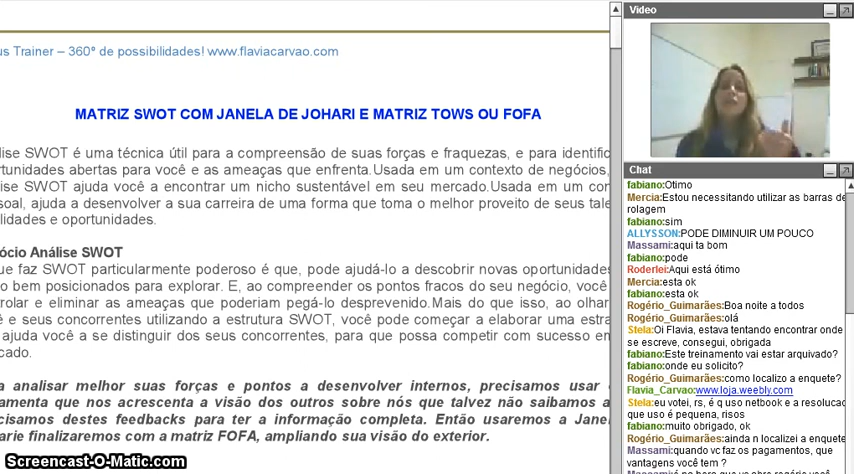 us Trainer – 360° de possibilidades! www.flaviacarvao.com
MATRIZ SWOT COM JANELA DE JOHARI E MATRIZ TOWS OU FOFA
lise SWOT é uma técnica útil para a compreensão de suas forças e fraquezas, e para identific
rtunidades abertas para você e as ameaças que enfrenta.Usada em um contexto de negócios,
ise SWOT ajuda você a encontrar um nicho sustentável em seu mercado.Usada em um con
soal, ajuda a desenvolver a sua carreira de uma forma que toma o melhor proveito de seus tale
ilidades e oportunidades.
ócio Análise SWOT
ue faz SWOT particularmente poderoso é que, pode ajudá-lo a descobrir novas oportunidades
o bem posicionados para explorar. E, ao compreender os pontos fracos do seu negócio, você
rolar e eliminar as ameaças que poderiam pegá-lo desprevenido.Mais do que isso, ao olhar
ê e seus concorrentes utilizando a estrutura SWOT, você pode começar a elaborar uma estra
ajuda você a se distinguir dos seus concorrentes, para que possa competir com sucesso em
cado.
a analisar melhor suas forças e pontos a desenvolver internos, precisamos usar
amenta que nos acrescenta a visão dos outros sobre nós que talvez não saibamos a
cisamos destes feedbacks para ter a informação completa. Então usaremos a Janel
arie finalizaremos com a matriz FOFA, ampliando sua visão do exterior.
Screencast-O-Matic.com
Video
Chat
fabiano:Otimo
Mercia:Estou necessitando utilizar as barras de
rolagem
fabiano:sim
ALLYSSON:PODE DIMINUIR UM POUCO
Massami:aqui ta bom
fabiano:pode
Roderlei:Aqui está ótimo
Mercia:esta ok
fabiano:esta ok
Rogério_Guimarães:Boa noite a todos
Rogério_Guimarães:olá
Stela:Oi Flavia, estava tentando encontrar onde
se escreve, consegui, obrigada
fabiano:Este treinamento vai estar arquivado?
fabiano:onde eu solicito?
Rogério_Guimarães:como localizo a enquete?
Flavia_Carvao:www.loja.weebly.com
Stela:eu votei, rs, é q uso netbook e a resolucao
que uso é pequena, risos
fabiano:muito obrigado, ok
Rogério_Guimarães:ainda n localizei a enquete
Massami:quando vc faz os pagamentos, que
vantagens você tem ?